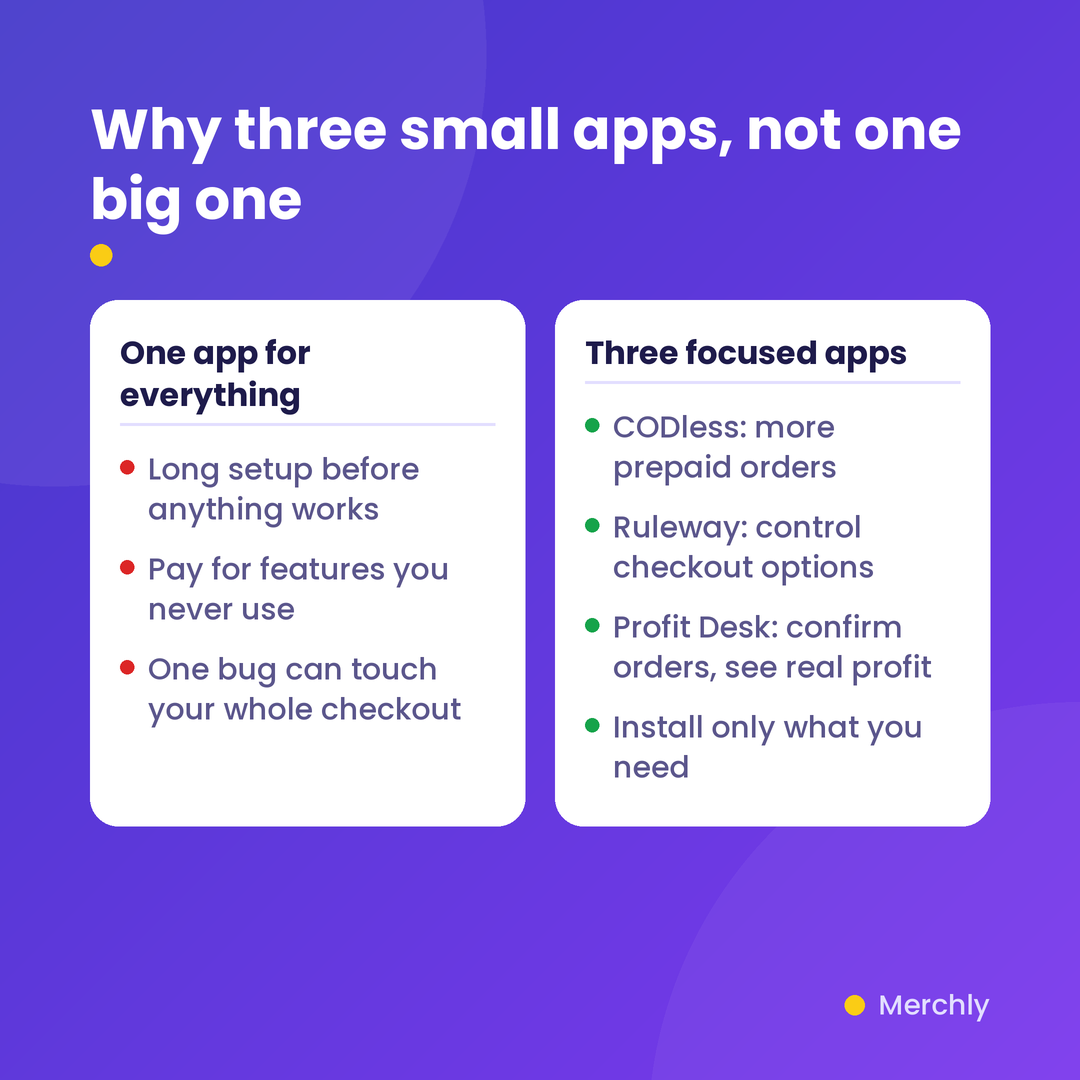 Why three small apps, not one
big one
One app for
everything
Long setup before
anything works
Pay for features you
never use
One bug can touch
your whole checkout
Three focused apps
CODless: more
prepaid orders
Ruleway: control
checkout options
Profit Desk: confirm
orders, see real profit
Install only what you
need
Merchly